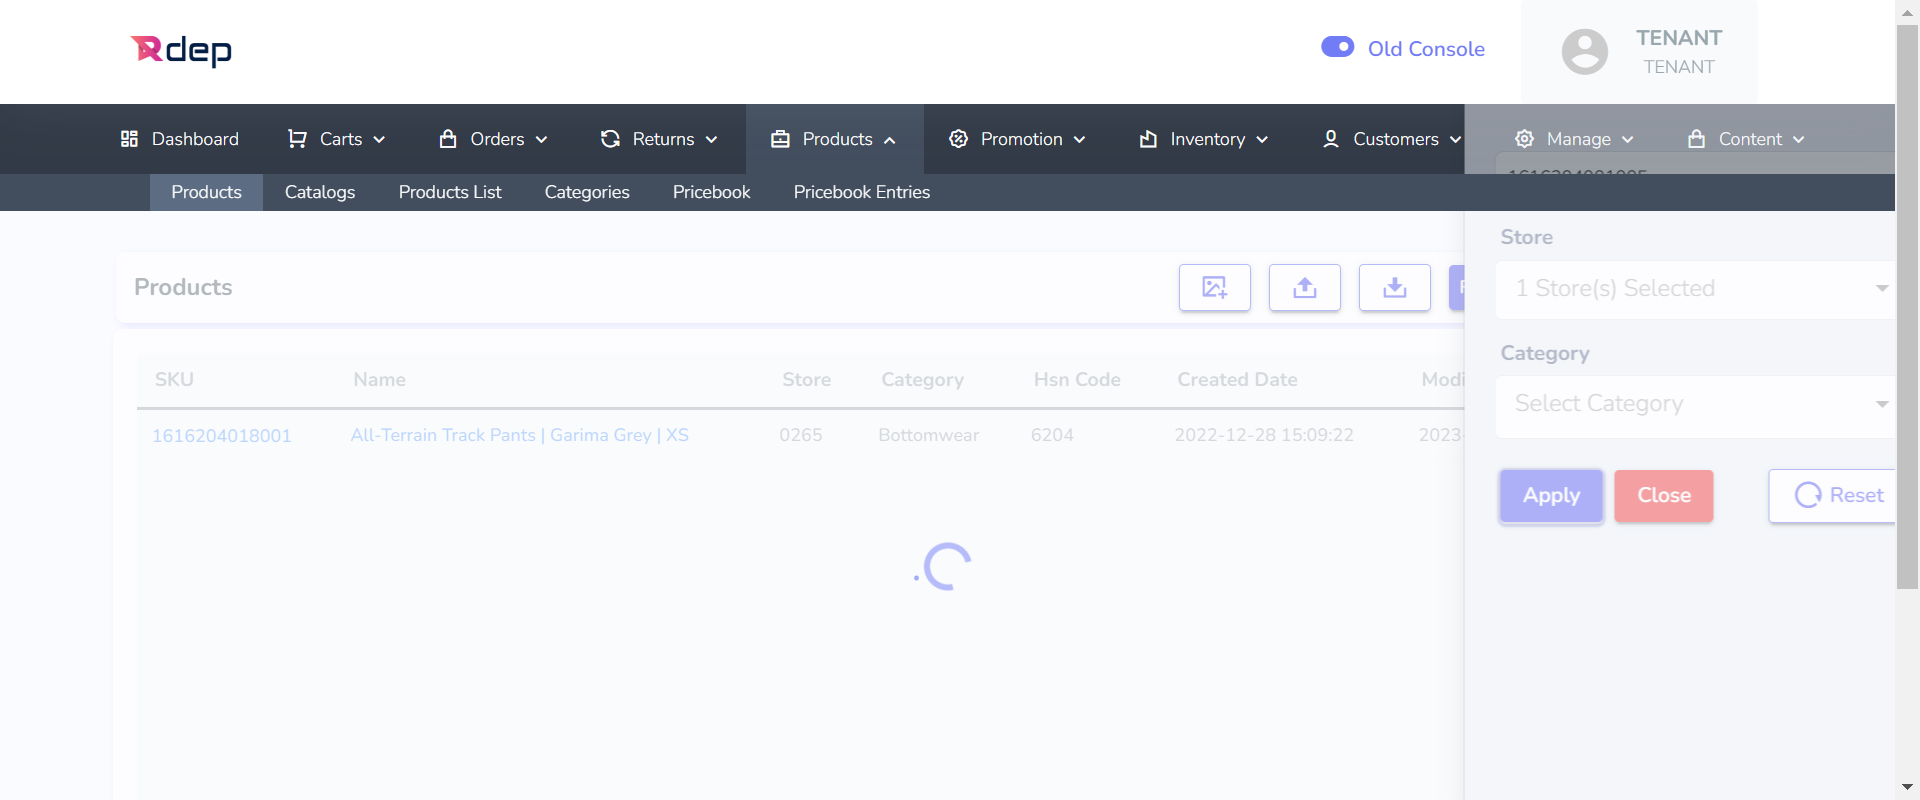 Rdep
Old Console
TENANT
TENANT
Dashboard Carts Orders Returns Products Promotion Inventory Customers Manage Content
Products Catalogs Products List Categories Pricebook Pricebook Entries
Store
1 Store(s) Selected
Products
Category
Select Category
SKU Name Store Category Hsn Code Created Date Modi
1616204018001 All-Terrain Track Pants | Garima Grey | XS 0265 Bottomwear 6204 2022-12-28 15:09:22 2023-
Apply Close Reset